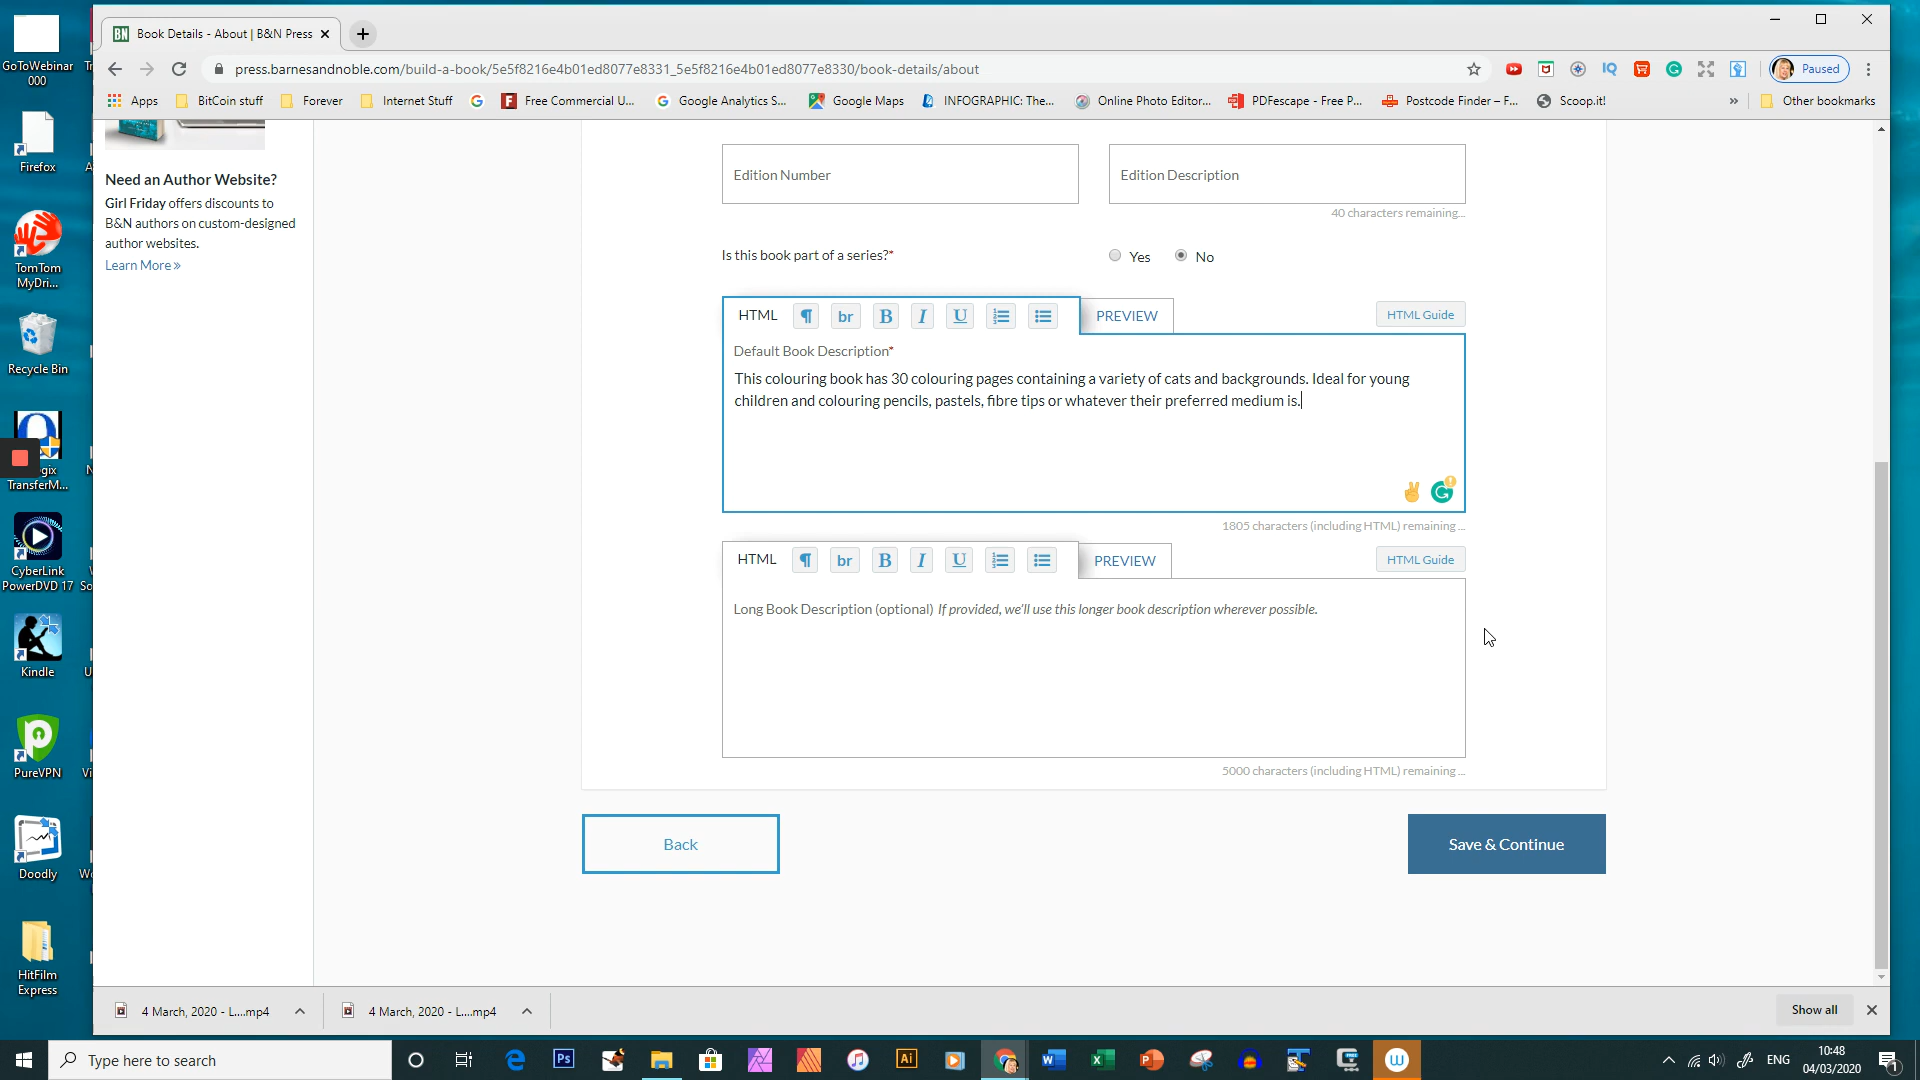 GoToWebinar
000
Firefox
TomTom
MyDri...
Recycle Bin
TransferM...
CyberLink
PowerDVD 17
Kindle
PureVPN
Doodly
HitFilm
Express
Book Details - About | B&N Press
press.barnesandnoble.com/build-a-book/5e5f8216e4b01ed8077e8331_5e5f8216e4b01ed8077e8330/book-details/about
Paused
Apps
BitCoin stuff
Forever
Internet Stuff
Free Commercial U...
Google Analytics S...
Google Maps
INFOGRAPHIC: The...
Online Photo Editor...
PDFescape - Free P...
Postcode Finder – F...
Scoop.it!
»
Other bookmarks
Need an Author Website?
Girl Friday offers discounts to
B&N authors on custom-designed
author websites.
Learn More »
Edition Number
Edition Description
40 characters remaining...
Is this book part of a series?*
Yes
No
HTML ¶ br B I U
PREVIEW
HTML Guide
Default Book Description*
This colouring book has 30 colouring pages containing a variety of cats and backgrounds. Ideal for young
children and colouring pencils, pastels, fibre tips or whatever their preferred medium is.
1805 characters (including HTML) remaining ...
HTML ¶ br B I U
PREVIEW
HTML Guide
Long Book Description (optional) If provided, we'll use this longer book description wherever possible.
5000 characters (including HTML) remaining ...
Back
Save & Continue
4 March, 2020 - L....mp4
4 March, 2020 - L....mp4
Show all
Type here to search
ENG
10:48
04/03/2020